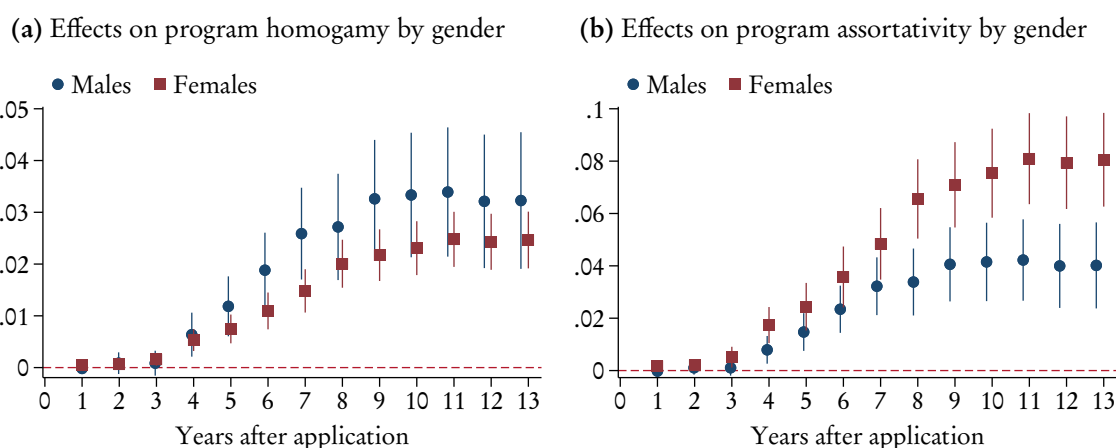 (a) Effects on program homogamy by gender
Males Females
.05
.04
.03
.02
.01
0
0 1 2 3 4 5 6 7 8 9 10 11 12 13
Years after application
(b) Effects on program assortativity by gender
Males Females
.1
.08
.06
.04
.02
0
0 1 2 3 4 5 6 7 8 9 10 11 12 13
Years after application